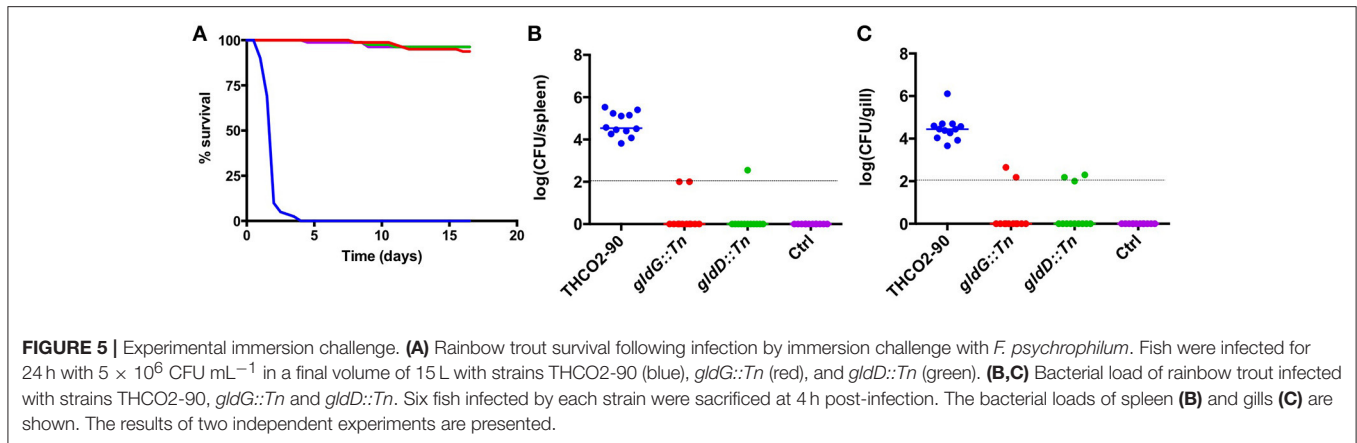 A
100
75
50
25
0
% survival
0 5 10 15 20
Time (days)
B
8
6
4
2
0
log(CFU/spleen)
THCO2-90 gldG::Tn gldD::Tn Ctrl
C
8
6
4
2
0
log(CFU/gill)
THCO2-90 gldG::Tn gldD::Tn Ctrl
FIGURE 5 | Experimental immersion challenge. (A) Rainbow trout survival following infection by immersion challenge with F. psychrophilum. Fish were infected for
24 h with 5 × 10⁶ CFU mL⁻¹ in a final volume of 15 L with strains THCO2-90 (blue), gldG::Tn (red), and gldD::Tn (green). (B,C) Bacterial load of rainbow trout infected
with strains THCO2-90, gldG::Tn and gldD::Tn. Six fish infected by each strain were sacrificed at 4 h post-infection. The bacterial loads of spleen (B) and gills (C) are
shown. The results of two independent experiments are presented.